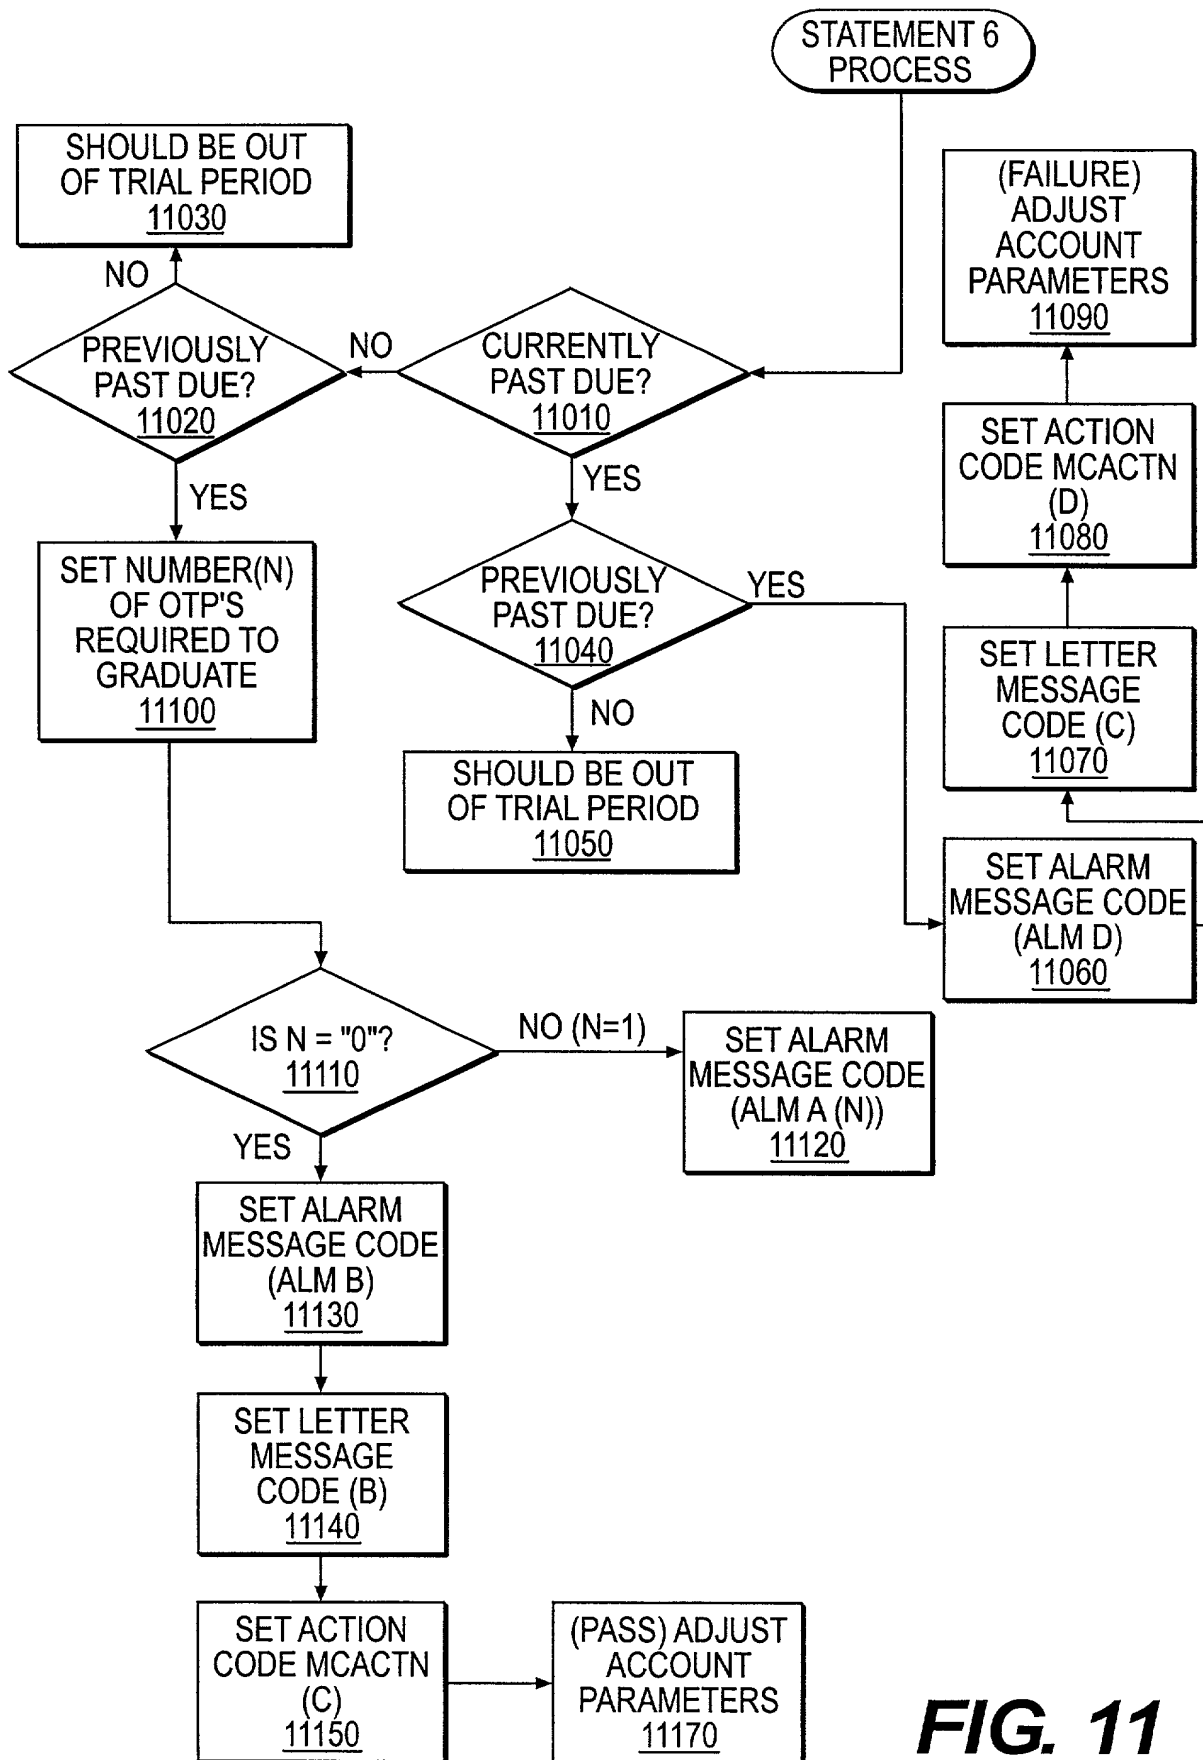 STATEMENT 6
PROCESS
SHOULD BE OUT
OF TRIAL PERIOD
11030
(FAILURE)
ADJUST
ACCOUNT
PARAMETERS
11090
NO
PREVIOUSLY
PAST DUE?
11020
NO
CURRENTLY
PAST DUE?
11010
YES
YES
SET ACTION
CODE MCACTN
(D)
11080
SET NUMBER(N)
OF OTP'S
REQUIRED TO
GRADUATE
11100
PREVIOUSLY
PAST DUE?
11040
YES
NO
SET LETTER
MESSAGE
CODE (C)
11070
SHOULD BE OUT
OF TRIAL PERIOD
11050
SET ALARM
MESSAGE CODE
(ALM D)
11060
IS N = "0"?
11110
NO (N=1)
SET ALARM
MESSAGE CODE
(ALM A (N))
11120
YES
SET ALARM
MESSAGE CODE
(ALM B)
11130
SET LETTER
MESSAGE
CODE (B)
11140
SET ACTION
CODE MCACTN
(C)
11150
(PASS) ADJUST
ACCOUNT
PARAMETERS
11170
FIG. 11